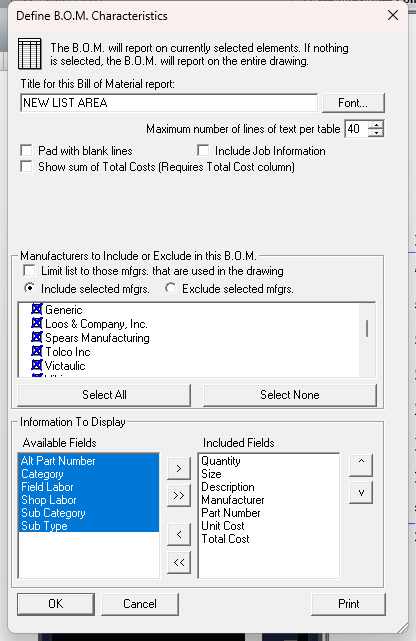 Define B.O.M. Characteristics
The B.O.M. will report on currently selected elements. If nothing
is selected, the B.O.M. will report on the entire drawing.
Title for this Bill of Material report:
NEW LIST AREA
Font...
Maximum number of lines of text per table 40
Pad with blank lines
Include Job Information
Show sum of Total Costs (Requires Total Cost column)
Manufacturers to Include or Exclude in this B.O.M.
Limit list to those mfgrs. that are used in the drawing
Include selected mfgrs.
Exclude selected mfgrs.
Generic
Loos & Company, Inc.
Spears Manufacturing
Tolco Inc
Victaulic
Select All
Select None
Information To Display
Available Fields
Alt Part Number
Category
Field Labor
Shop Labor
Sub Category
Sub Type
>
>>
<
<<
Included Fields
Quantity
Size
Description
Manufacturer
Part Number
Unit Cost
Total Cost
^
v
OK
Cancel
Print